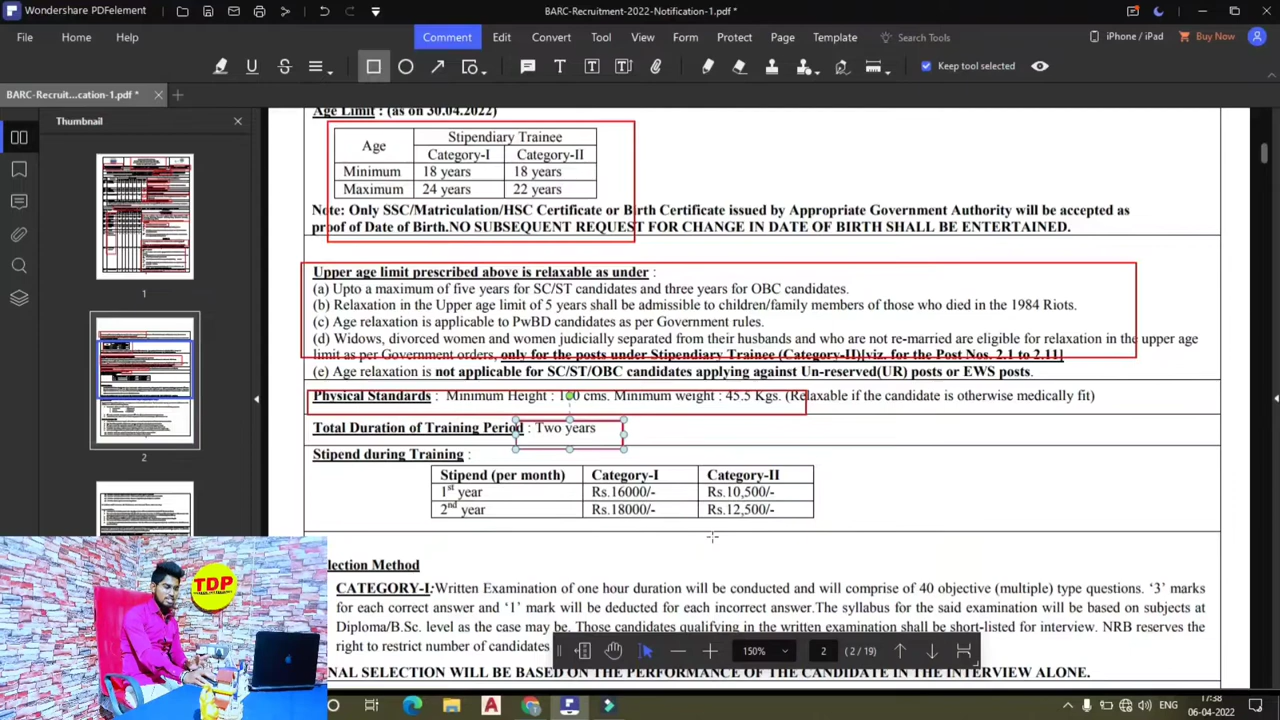 Wondershare PDFelement
BARC-Recruitment-2022-Notification-1.pdf *
File Home Help Comment Edit Convert Tool View Form Protect Page Template Search Tools iPhone / iPad Buy Now
Keep tool selected
BARC-Recruit...cation-1.pdf *
Thumbnail
1
2
Age Limit : (as on 30.04.2022)
Age Stipendiary Trainee
Category-I Category-II
Minimum 18 years 18 years
Maximum 24 years 22 years
Note: Only SSC/Matriculation/HSC Certificate or Birth Certificate issued by Appropriate Government Authority will be accepted as
proof of Date of Birth.NO SUBSEQUENT REQUEST FOR CHANGE IN DATE OF BIRTH SHALL BE ENTERTAINED.
Upper age limit prescribed above is relaxable as under :
(a) Upto a maximum of five years for SC/ST candidates and three years for OBC candidates.
(b) Relaxation in the Upper age limit of 5 years shall be admissible to children/family members of those who died in the 1984 Riots.
(c) Age relaxation is applicable to PwBD candidates as per Government rules.
(d) Widows, divorced women and women judicially separated from their husbands and who are not re-married are eligible for relaxation in the upper age
limit as per Government orders, only for the posts under Stipendiary Trainee (Category-II)[viz. for the Post Nos. 2.1 to 2.11]
(e) Age relaxation is not applicable for SC/ST/OBC candidates applying against Un-reserved(UR) posts or EWS posts.
Physical Standards : Minimum Height : cms. Minimum weight : 45.5 Kgs. (Relaxable if the candidate is otherwise medically fit)
Total Duration of Training Period : Two years
Stipend during Training :
Stipend (per month) Category-I Category-II
1st year Rs.16000/- Rs.10,500/-
2nd year Rs.18000/- Rs.12,500/-
lection Method
CATEGORY-I:Written Examination of one hour duration will be conducted and will comprise of 40 objective (multiple) type questions. ‘3’ marks
for each correct answer and ‘1’ mark will be deducted for each incorrect answer.The syllabus for the said examination will be based on subjects at
Diploma/B.Sc. level as the case may be. Those candidates qualifying in the written examination shall be short-listed for interview. NRB reserves the
right to restrict number of candidates
NAL SELECTION WILL BE BASED ON THE PERFORMANCE OF THE CANDIDATE IN THE INTERVIEW ALONE.
150% 2 (2 / 19)
TDP
ENG
17:38
06-04-2022